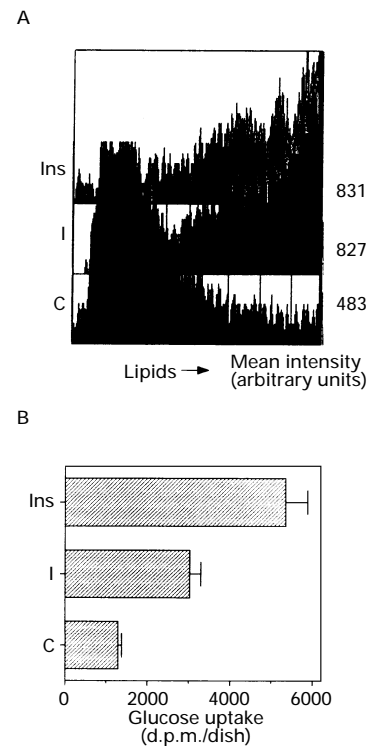 A
Ins
831
I
827
C
483
Lipids → Mean intensity
(arbitrary units)
B
Ins
I
C
0 2000 4000 6000
Glucose uptake
(d.p.m./dish)